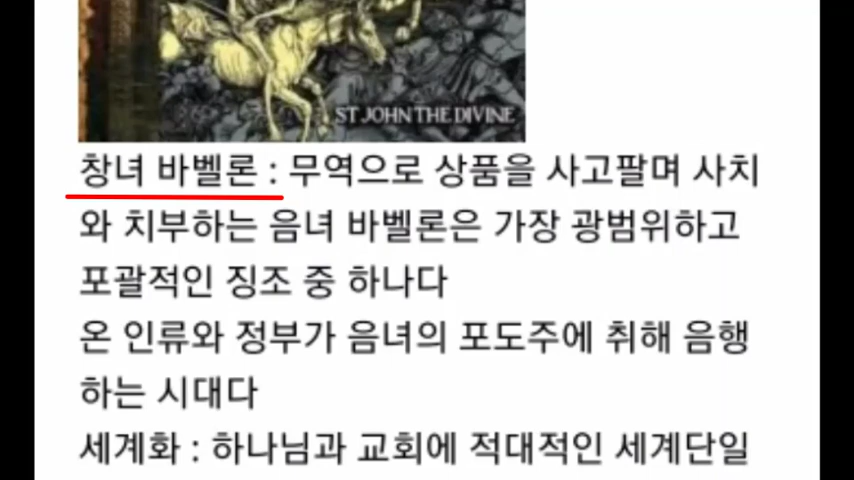 ST JOHN THE DIVINE
창녀 바벨론 : 무역으로 상품을 사고팔며 사치
와 치부하는 음녀 바벨론은 가장 광범위하고
포괄적인 징조 중 하나다
온 인류와 정부가 음녀의 포도주에 취해 음행
하는 시대다
세계화 : 하나님과 교회에 적대적인 세계단일